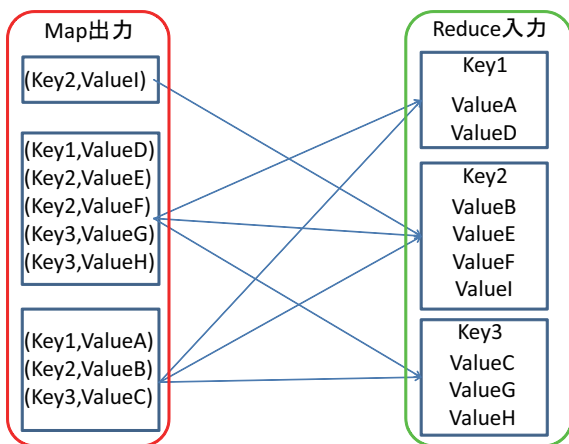 Map出力
(Key2,ValueI)
(Key1,ValueD)
(Key2,ValueE)
(Key2,ValueF)
(Key3,ValueG)
(Key3,ValueH)
(Key1,ValueA)
(Key2,ValueB)
(Key3,ValueC)
Reduce入力
Key1
ValueA
ValueD
Key2
ValueB
ValueE
ValueF
ValueI
Key3
ValueC
ValueG
ValueH